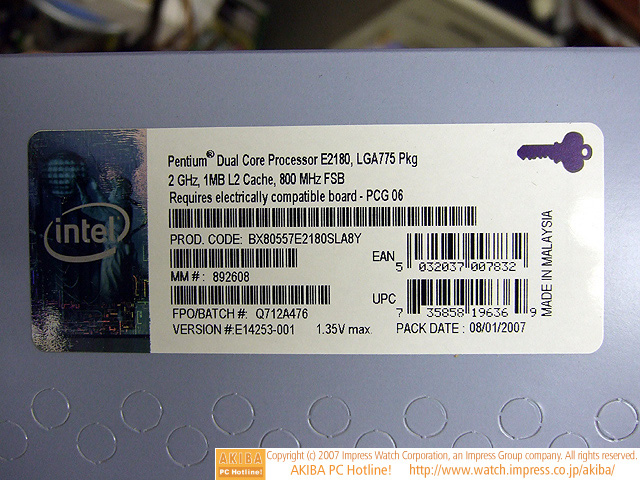 Pentium® Dual Core Processor E2180, LGA775 Pkg
2 GHz, 1MB L2 Cache, 800 MHz FSB
Requires electrically compatible board - PCG 06
intel
PROD. CODE: BX80557E2180SLA8Y
EAN
5 032037 007832
MM#: 892608
UPC
7 35858 19636 9
FPO/BATCH #: Q712A476
VERSION #:E14253-001 1.35V max.
PACK DATE : 08/01/2007
MADE IN MALAYSIA
AKIBA
PC Hotline!
Copyright (c) 2007 Impress Watch Corporation, an Impress Group company. All rights reserved.
AKIBA PC Hotline! http://www.watch.impress.co.jp/akiba/